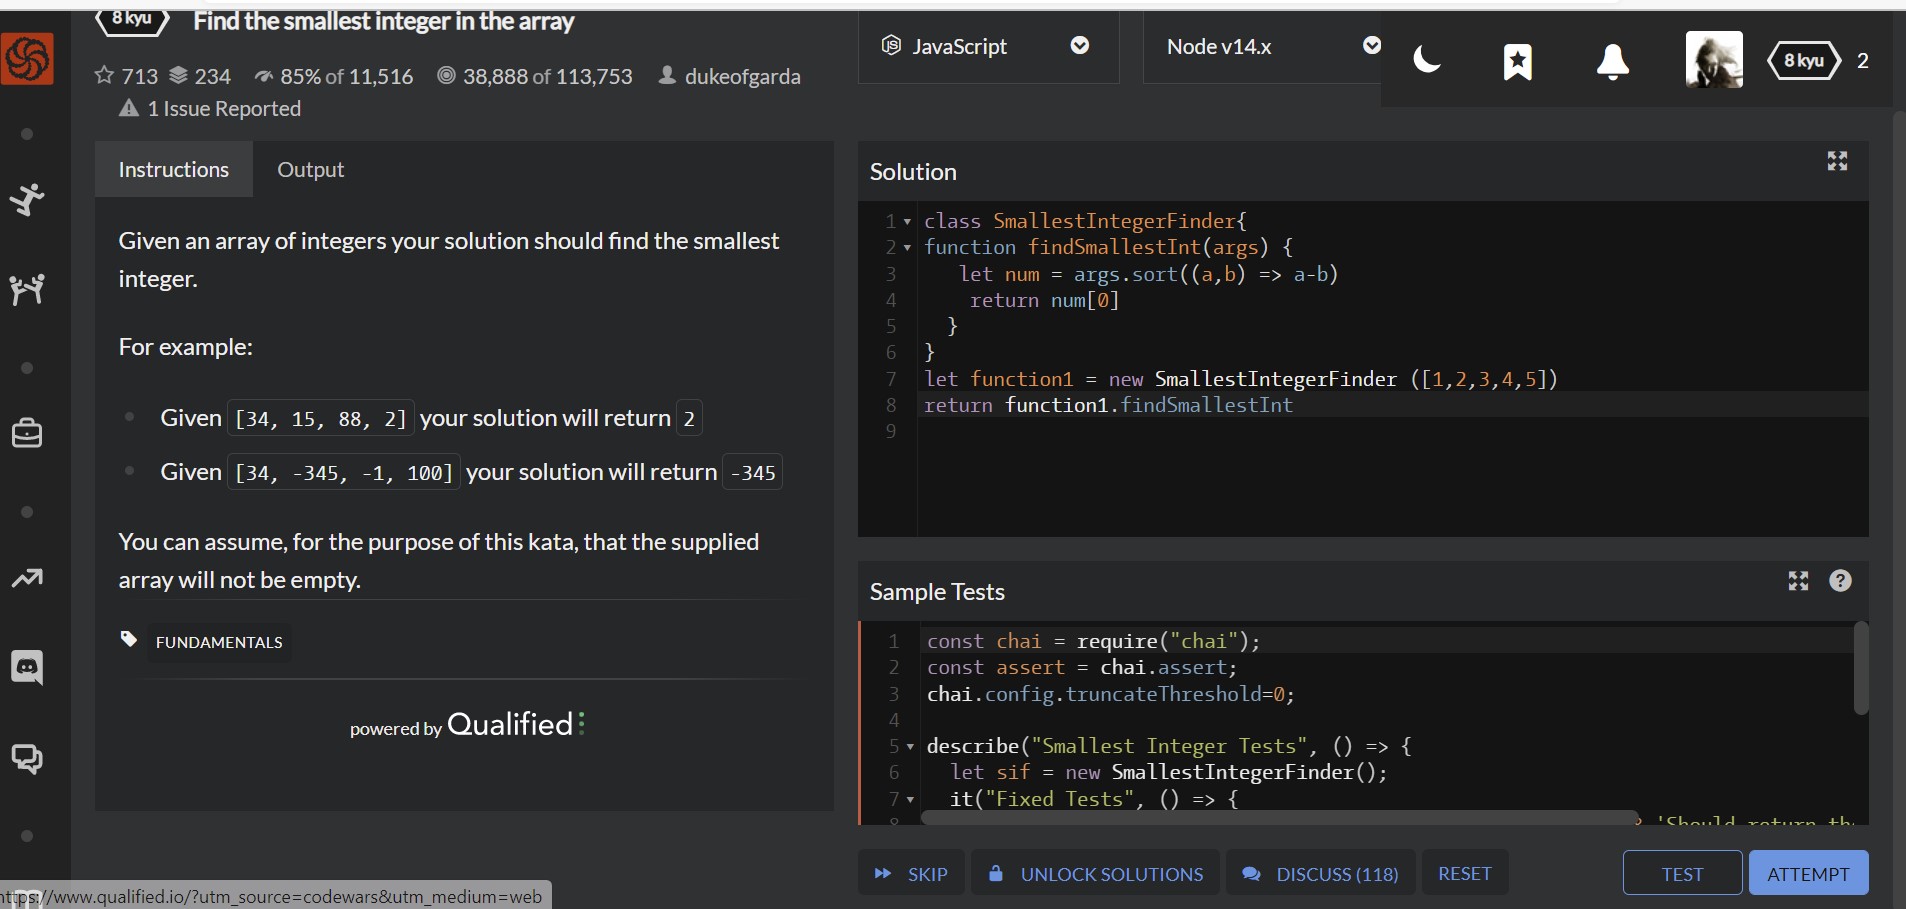 8 kyu Find the smallest integer in the array
713 234 85% of 11,516 38,888 of 113,753 dukeofgarda
1 Issue Reported
JavaScript
Node v14.x
8 kyu 2
Instructions Output
Given an array of integers your solution should find the smallest
integer.
For example:
Given [34, 15, 88, 2] your solution will return 2
Given [34, -345, -1, 100] your solution will return -345
You can assume, for the purpose of this kata, that the supplied
array will not be empty.
FUNDAMENTALS
powered by Qualified
Solution
1 class SmallestIntegerFinder{
2 function findSmallestInt(args) {
3 let num = args.sort((a,b) => a-b)
4 return num[0]
5 }
6 }
7 let function1 = new SmallestIntegerFinder ([1,2,3,4,5])
8 return function1.findSmallestInt
9
Sample Tests
1 const chai = require("chai");
2 const assert = chai.assert;
3 chai.config.truncateThreshold=0;
4
5 describe("Smallest Integer Tests", () => {
6 let sif = new SmallestIntegerFinder();
7 it("Fixed Tests", () => {
8 'Should return
SKIP UNLOCK SOLUTIONS DISCUSS (118) RESET TEST ATTEMPT
https://www.qualified.io/?utm_source=codewars&utm_medium=web